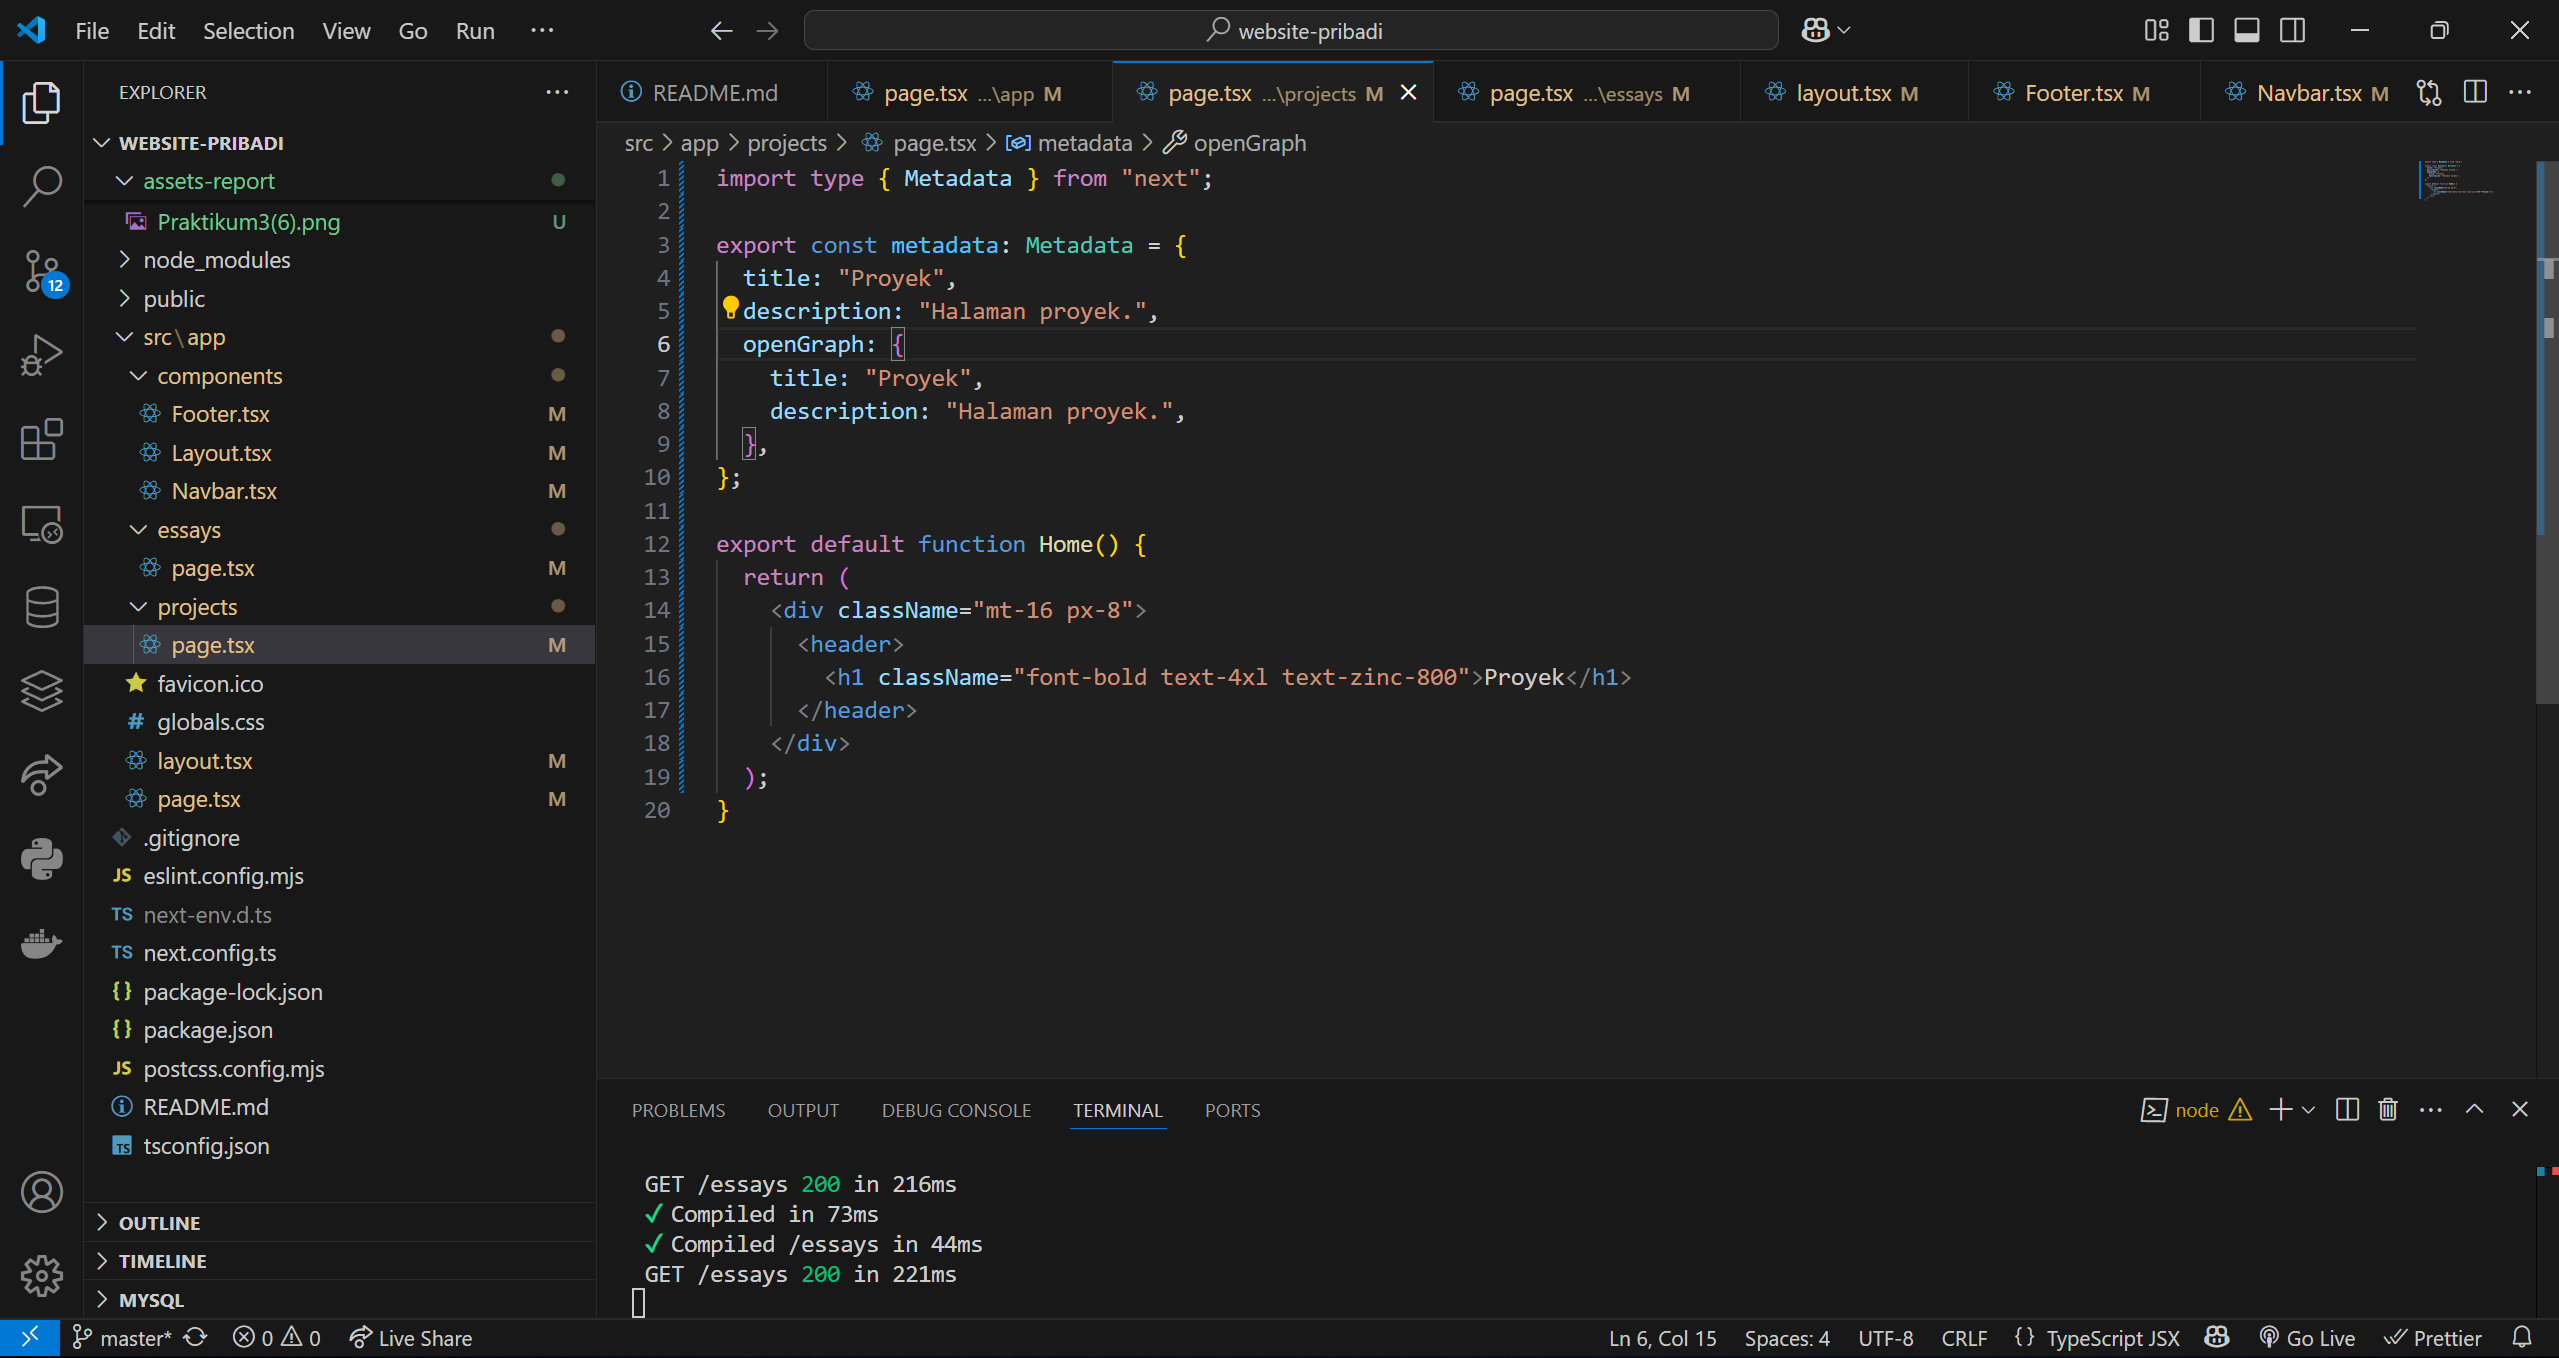 File Edit Selection View Go Run ···
website-pribadi
EXPLORER ···
WEBSITE-PRIBADI
assets-report
Praktikum3(6).png U
node_modules
public
src\app
components
Footer.tsx M
Layout.tsx M
Navbar.tsx M
essays
page.tsx M
projects
page.tsx M
favicon.ico
# globals.css
layout.tsx M
page.tsx M
.gitignore
JS eslint.config.mjs
TS next-env.d.ts
TS next.config.ts
{} package-lock.json
{} package.json
JS postcss.config.mjs
README.md
TS tsconfig.json
OUTLINE
TIMELINE
MYSQL
12
README.md
page.tsx ...\app M
page.tsx ...\projects M
page.tsx ...\essays M
layout.tsx M
Footer.tsx M
Navbar.tsx M
src > app > projects > page.tsx > metadata > openGraph
1 import type { Metadata } from "next";
2
3 export const metadata: Metadata = {
4 title: "Proyek",
5 description: "Halaman proyek.",
6 openGraph: {
7 title: "Proyek",
8 description: "Halaman proyek.",
9 },
10 };
11
12 export default function Home() {
13 return (
14 <div className="mt-16 px-8">
15 <header>
16 <h1 className="font-bold text-4xl text-zinc-800">Proyek</h1>
17 </header>
18 </div>
19 );
20 }
PROBLEMS OUTPUT DEBUG CONSOLE TERMINAL PORTS
node
GET /essays 200 in 216ms
✓ Compiled in 73ms
✓ Compiled /essays in 44ms
GET /essays 200 in 221ms
master* 0 0 Live Share
Ln 6, Col 15 Spaces: 4 UTF-8 CRLF {} TypeScript JSX Go Live Prettier